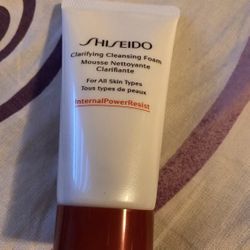 SHISEIDO
Clarifying Cleansing Foam
Mousse Nettoyante
Clarifiante
For All Skin Types
Tous types de peaux
InternalPowerResist